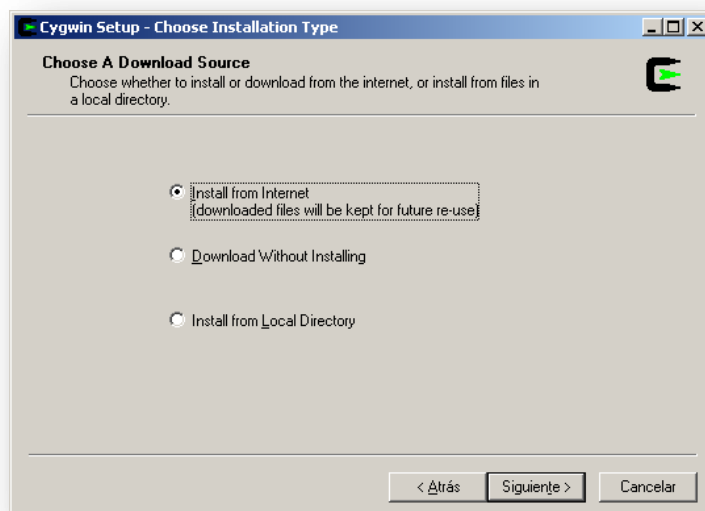 Cygwin Setup - Choose Installation Type
Choose A Download Source
Choose whether to install or download from the internet, or install from files in
a local directory.
Install from Internet
(downloaded files will be kept for future re-use)
Download Without Installing
Install from Local Directory
< Atrás Siguiente > Cancelar